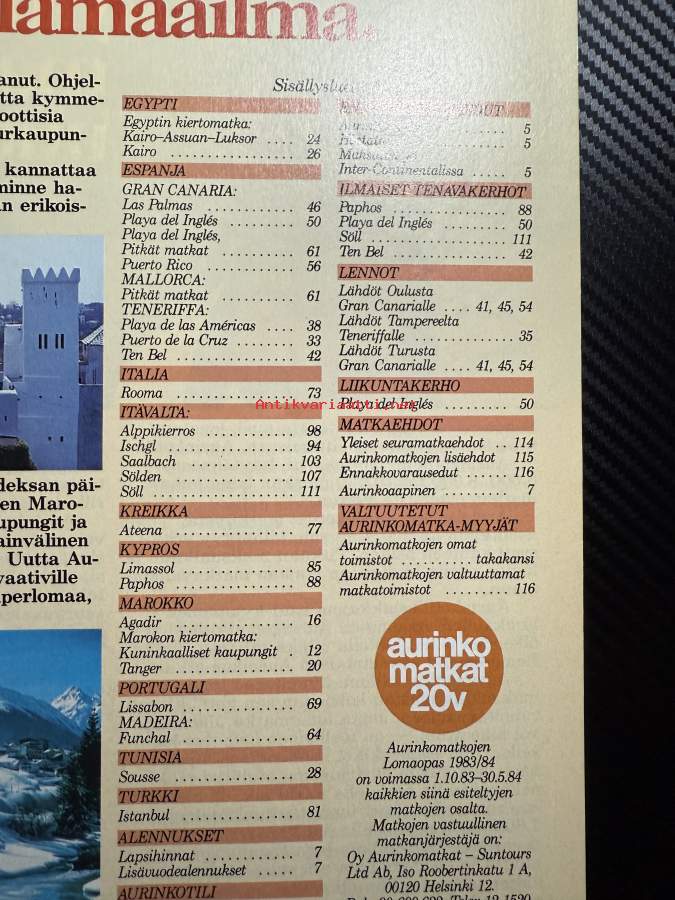 lamaailma.
anut. Ohjel-
tta kymme-
oottisia
urkaupun-
kannattaa
minne ha-
n erikois-
deksan päi-
en Maro-
upungit ja
ainvälinen
Uutta Au-
vaativille
aperlomaa,
EGYPTI
Egyptin kiertomatka:
Kairo–Assuan–Luksor .... 24
Kairo ................ 26
ESPANJA
GRAN CANARIA:
Las Palmas ............. 46
Playa del Inglés .......... 50
Playa del Inglés,
Pitkät matkat ........... 61
Puerto Rico ............. 56
MALLORCA:
Pitkät matkat ........... 61
TENERIFFA:
Playa de las Américas .... 38
Puerto de la Cruz ........ 33
Ten Bel ................ 42
ITALIA
Rooma ................. 73
ITÄVALTA:
Alppikierros ............. 98
Ischgl .................. 94
Saalbach ............... 103
Sölden ................. 107
Söll .................... 111
KREIKKA
Ateena ................. 77
KYPROS
Limassol ............... 85
Paphos ................. 88
MAROKKO
Agadir ................. 16
Marokon kiertomatka:
Kuninkaalliset kaupungit . 12
Tanger ................. 20
PORTUGALI
Lissabon ............... 69
MADEIRA:
Funchal ................ 64
TUNISIA
Sousse ................. 28
TURKKI
Istanbul ................ 81
ALENNUKSET
Lapsihinnat ............. 7
Lisävuodealennukset ..... 7
AURINKOTILI
5
5
Inter-Continentalissa ..... 5
ILMAISET TENAVAKERHOT
Paphos ................. 88
Playa del Inglés .......... 50
Söll .................... 111
Ten Bel ................ 42
LENNOT
Lähdöt Oulusta
Gran Canarialle .... 41, 45, 54
Lähdöt Tampereelta
Teneriffalle ............. 35
Lähdöt Turusta
Gran Canarialle .... 41, 45, 54
LIIKUNTAKERHO
Playa del Inglés .......... 50
Antikvariaatti.net
MATKAEHDOT
Yleiset seuramatkaehdot .. 114
Aurinkomatkojen lisäehdot 115
Ennakkovarausedut ...... 116
Aurinkoaapinen ......... 7
VALTUUTETUT
AURINKOMATKA-MYYJÄT
Aurinkomatkojen omat
toimistot .......... takakansi
Aurinkomatkojen valtuuttamat
matkatoimistot ......... 116
aurinko
matkat
20v
Aurinkomatkojen
Lomaopas 1983/84
on voimassa 1.10.83–30.5.84
kaikkien siinä esiteltyjen
matkojen osalta.
Matkojen vastuullinen
matkanjärjestäjä on:
Oy Aurinkomatkat – Suntours
Ltd Ab, Iso Roobertinkatu 1 A,
00120 Helsinki 12.